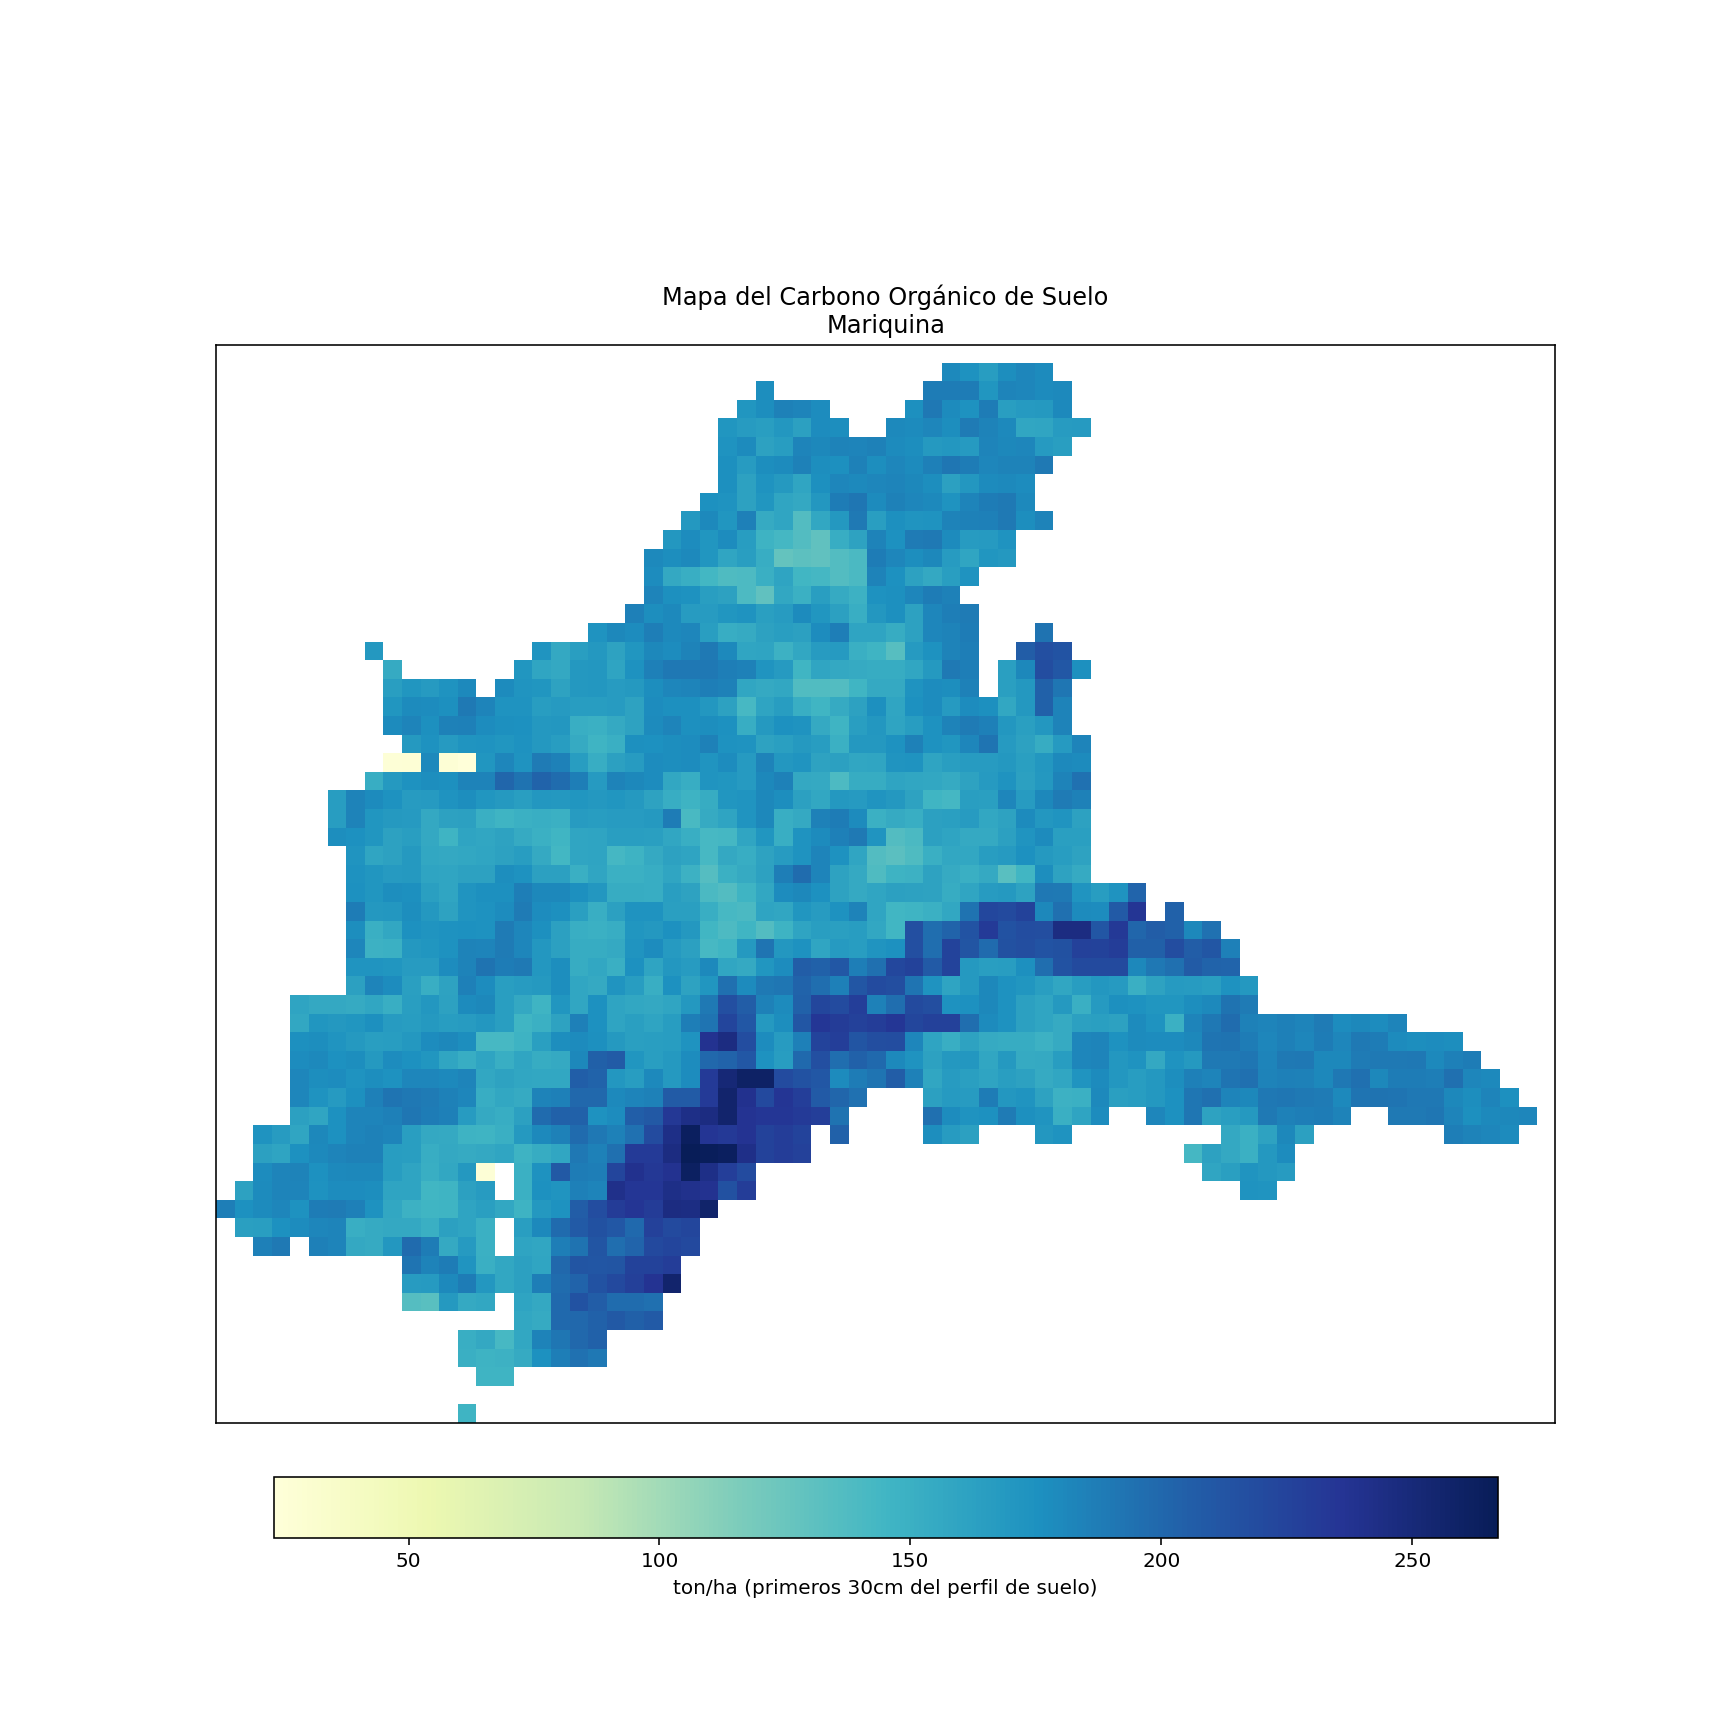 Mapa del Carbono Orgánico de Suelo
Mariquina
50 100 150 200 250
ton/ha (primeros 30cm del perfil de suelo)